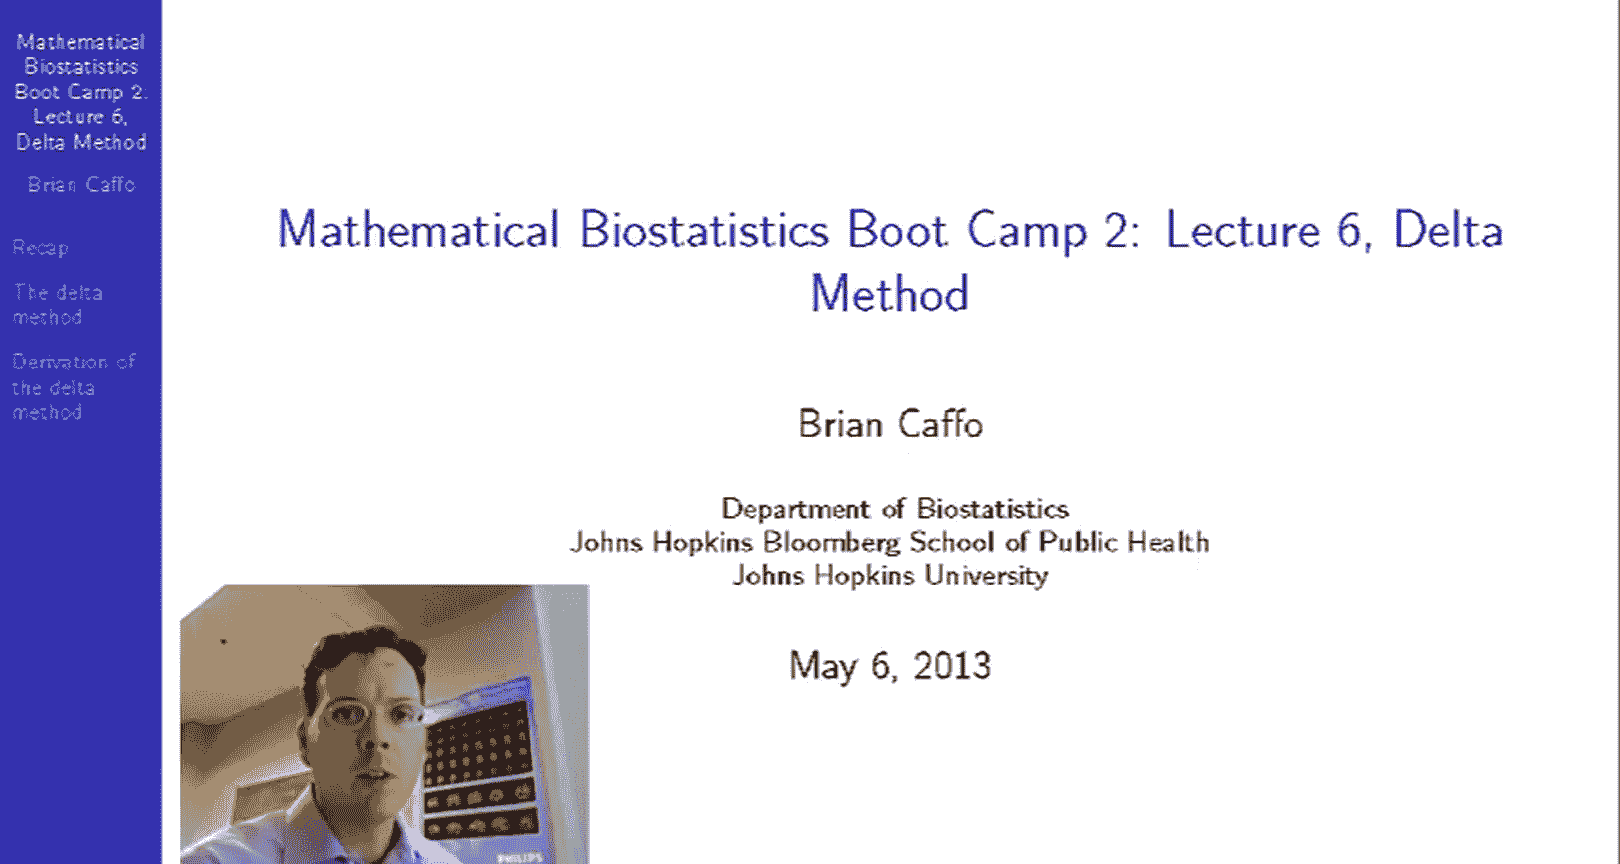 Mathematical
Biostatistics
Boot Camp 2:
Lecture 6,
Delta Method
Brian Caffo
Recap
The delta
method
Derivation of
the delta
method
Mathematical Biostatistics Boot Camp 2: Lecture 6, Delta
Method
Brian Caffo
Department of Biostatistics
Johns Hopkins Bloomberg School of Public Health
Johns Hopkins University
May 6, 2013
PHILIPS